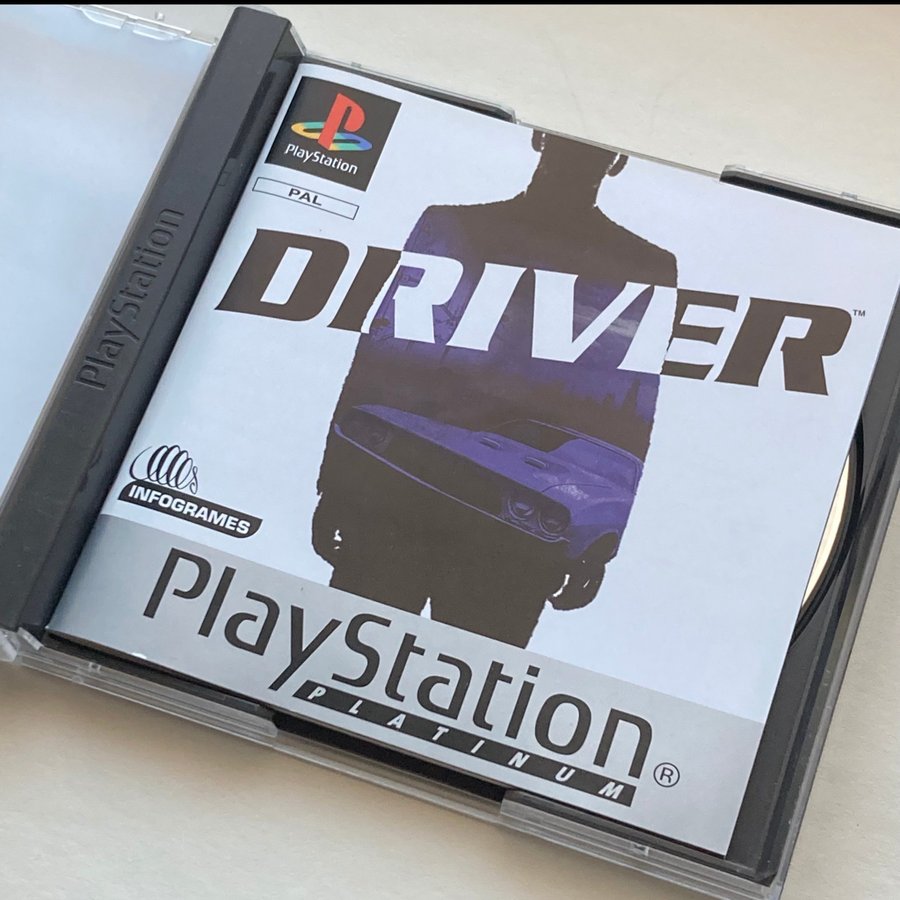 PlayStation
PlayStation
PAL
DRIVER™
INFOGRAMES
PlayStation®
PLATINUM